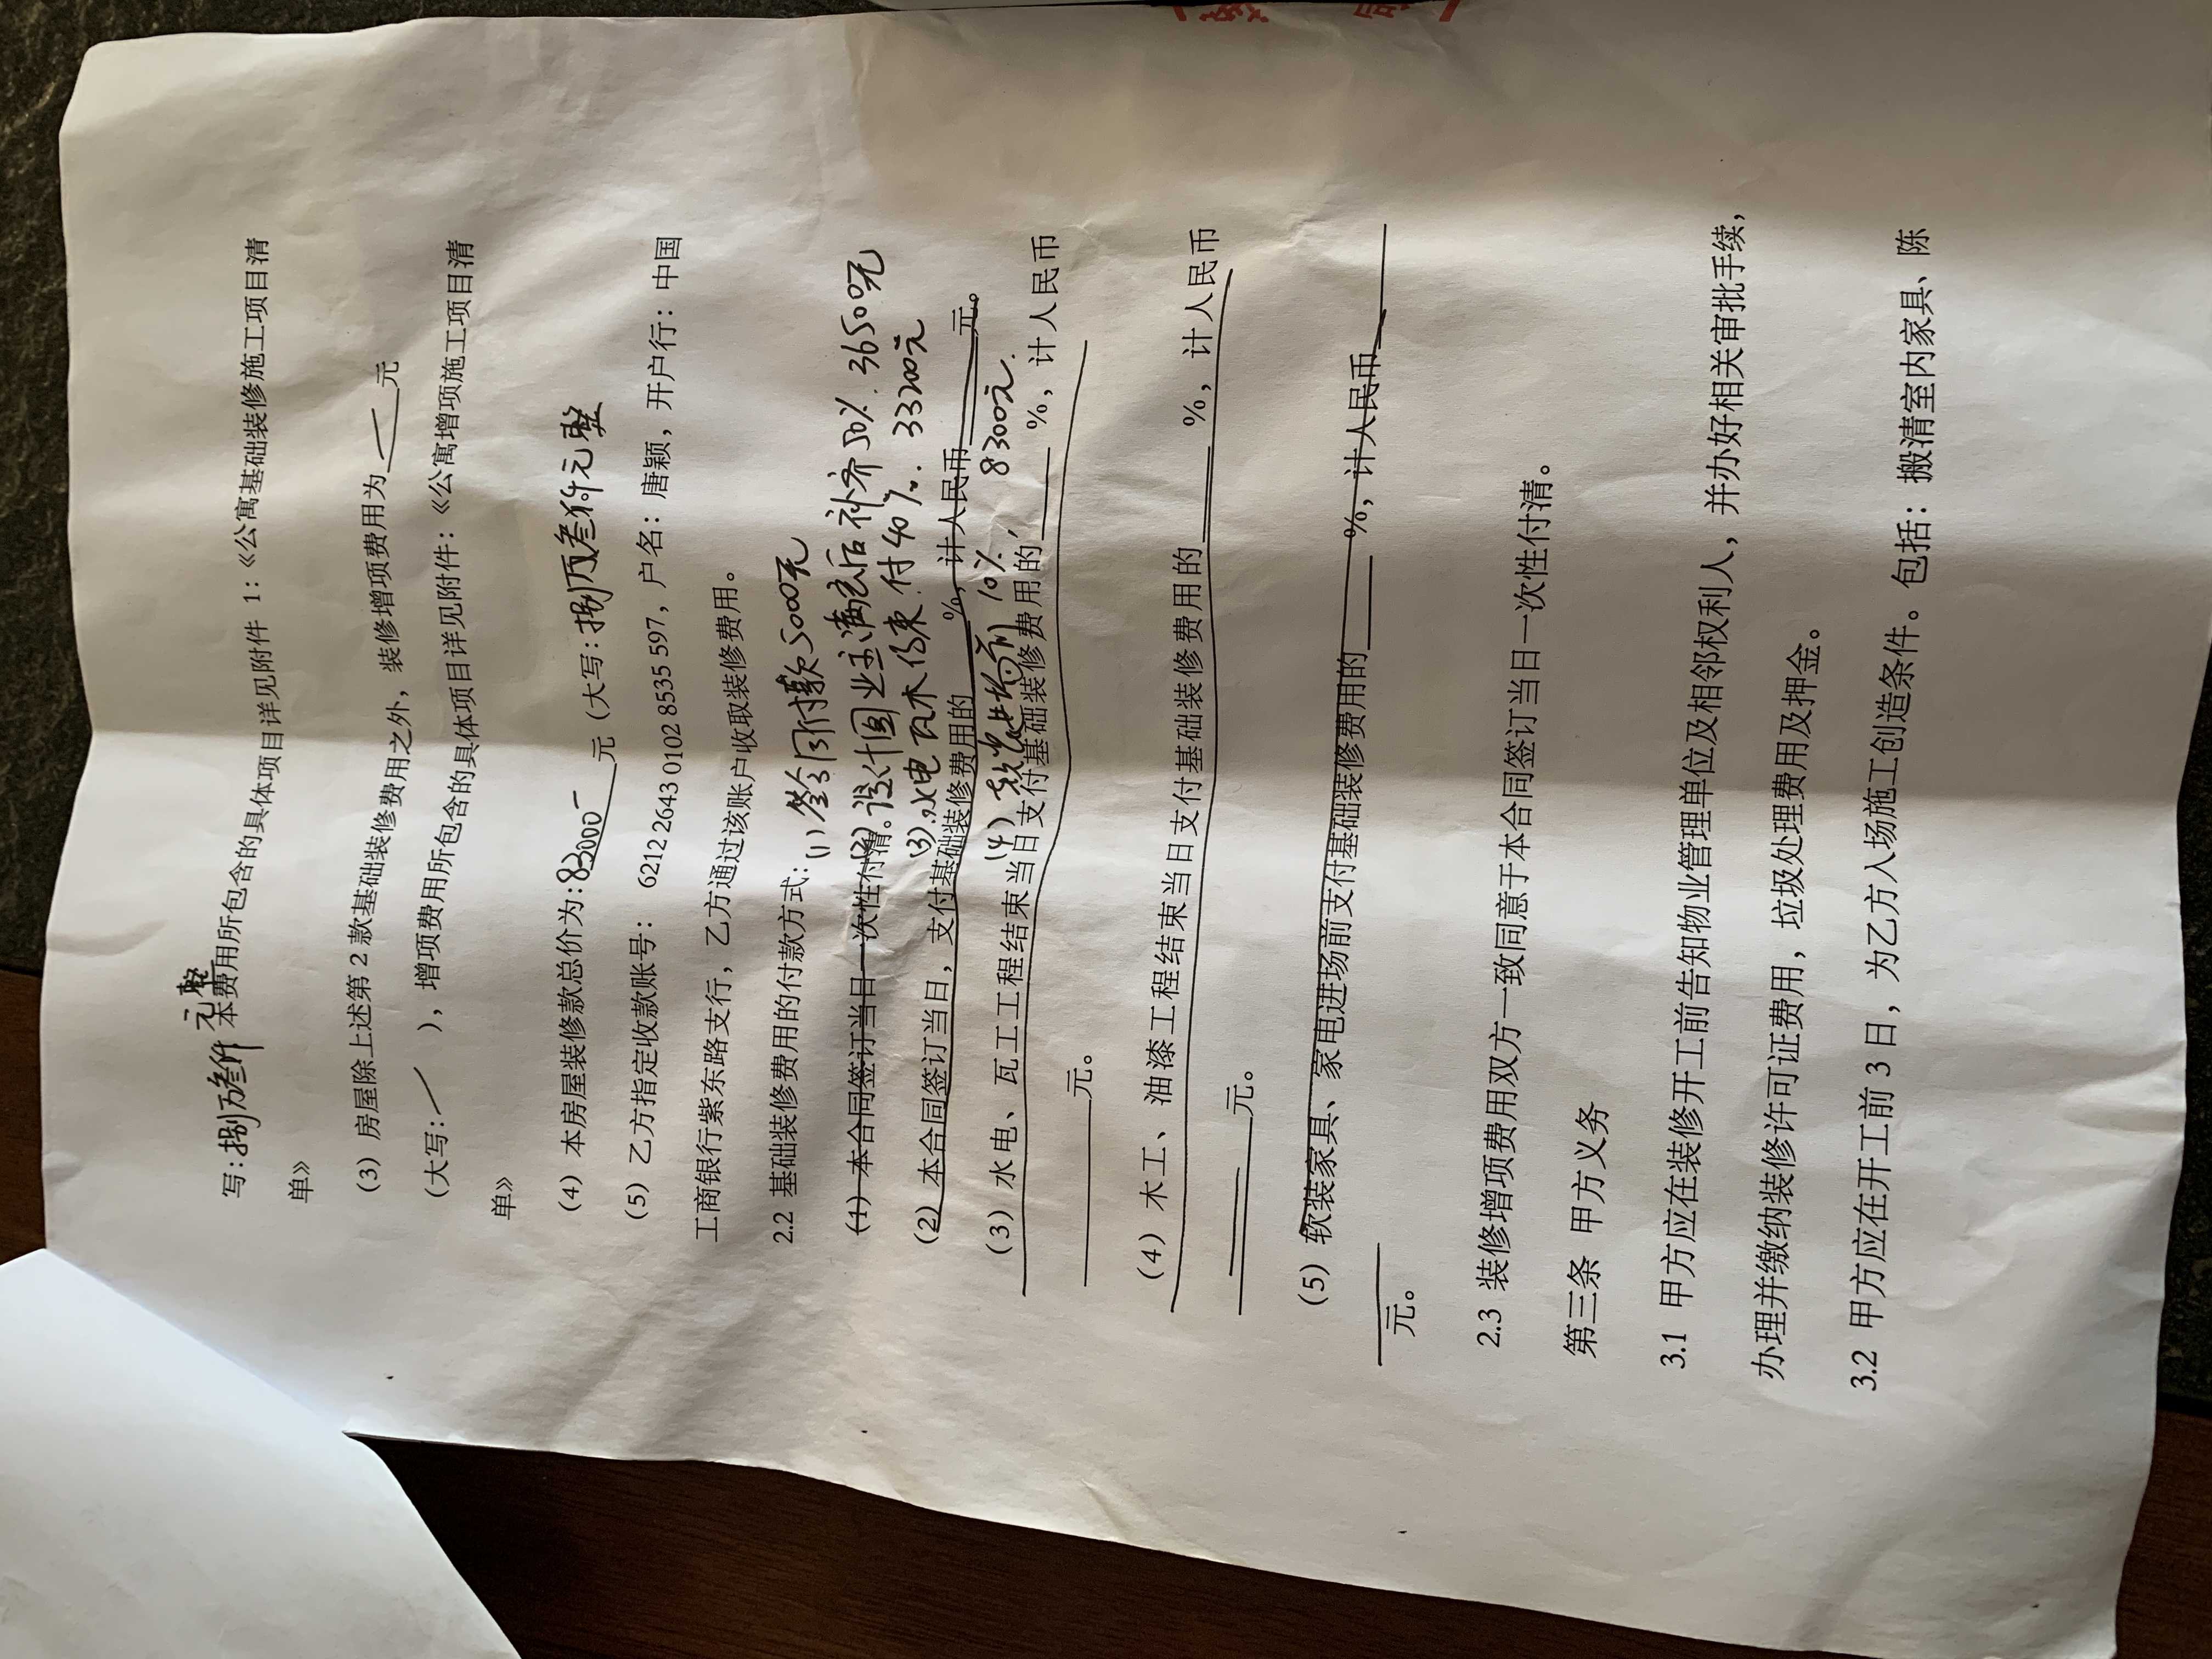 写:捌万叁仟元整本费用所包含的具体项目详见附件 1:《公寓基础装修施工项目清
单》
(3) 房屋除上述第 2 款基础装修费用之外，装修增项费用为 元
(大写: )，增项费用所包含的具体项目详见附件:《公寓增项施工项目清
单》
(4) 本房屋装修款总价为:83000- 元 (大写:捌万叁仟元整
(5) 乙方指定收款账号: 6212 2643 0102 8535 597, 户名: 唐颖, 开户行: 中国
工商银行紫东路支行，乙方通过该账户收取装修费用。
2.2 基础装修费用的付款方式: (1) 签合同付款5000元
(1) 本合同签订当日一次性付清。(2) 设计图业主满意后补齐50%. 36500元
(3). 水电瓦木结束.付40%. 33200元
(2) 本合同签订当日，支付基础装修费用的 %, 计人民币 元。
(4) 软装进场前 10%, 8300元.
(3) 水电、瓦工工程结束当日支付基础装修费用的 %, 计人民币
元。
(4) 木工、油漆工程结束当日支付基础装修费用的 %, 计人民币
元。
(5) 软装家具、家电进场前支付基础装修费用的 %, 计人民币
元。
2.3 装修增项费用双方一致同意于本合同签订当日一次性付清。
第三条 甲方义务
3.1 甲方应在装修开工前告知物业管理单位及相邻权利人，并办好相关审批手续,
办理并缴纳装修许可证费用，垃圾处理费用及押金。
3.2 甲方应在开工前 3 日，为乙方入场施工创造条件。包括: 搬清室内家具、陈